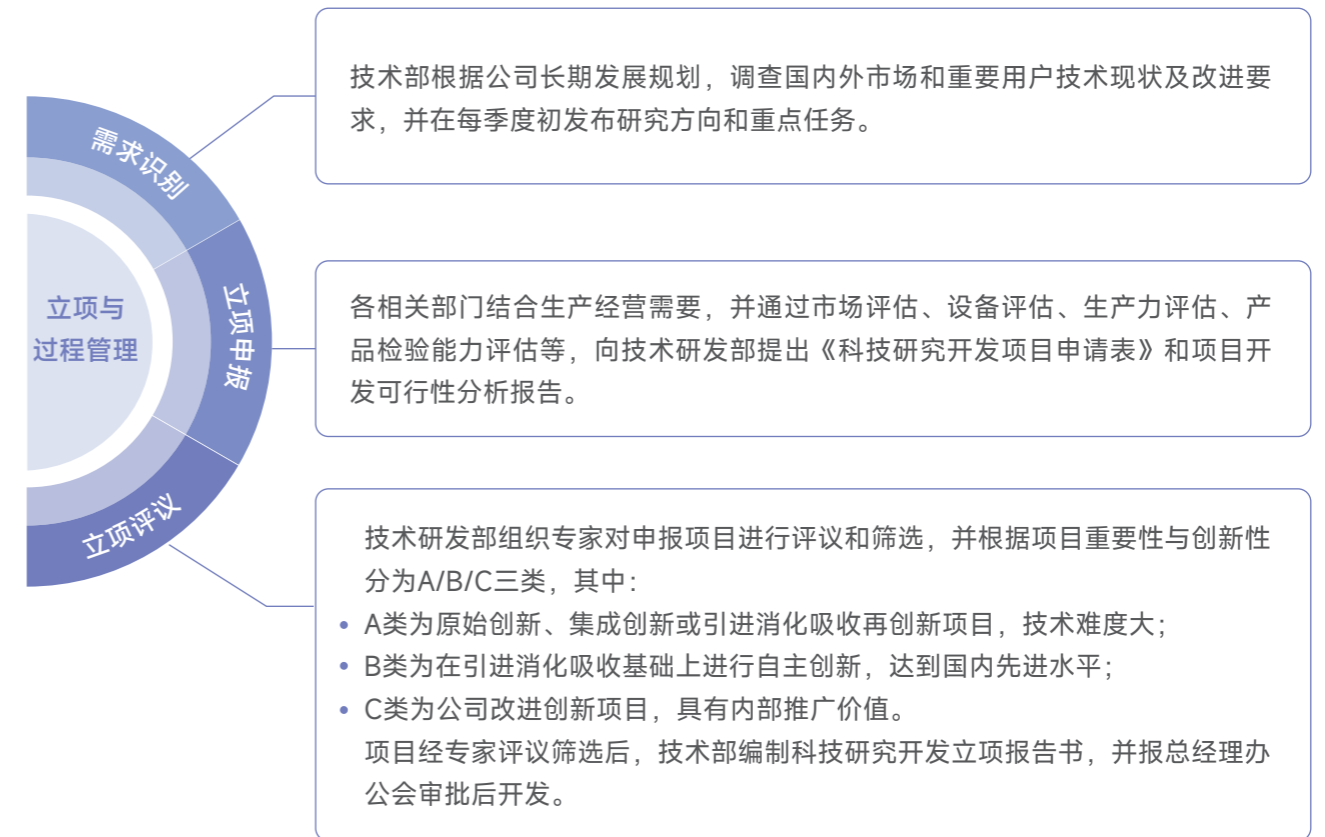 立项与
过程管理
需求识别
技术部根据公司长期发展规划，调查国内外市场和重要用户技术现状及改进要
求，并在每季度初发布研究方向和重点任务。
立项申报
各相关部门结合生产经营需要，并通过市场评估、设备评估、生产力评估、产
品检验能力评估等，向技术研发部提出《科技研究开发项目申请表》和项目开
发可行性分析报告。
立项评议
技术研发部组织专家对申报项目进行评议和筛选，并根据项目重要性与创新性
分为A/B/C三类，其中：
• A类为原始创新、集成创新或引进消化吸收再创新项目，技术难度大；
• B类为在引进消化吸收基础上进行自主创新，达到国内先进水平；
• C类为公司改进创新项目，具有内部推广价值。
项目经专家评议筛选后，技术部编制科技研究开发立项报告书，并报总经理办
公会审批后开发。